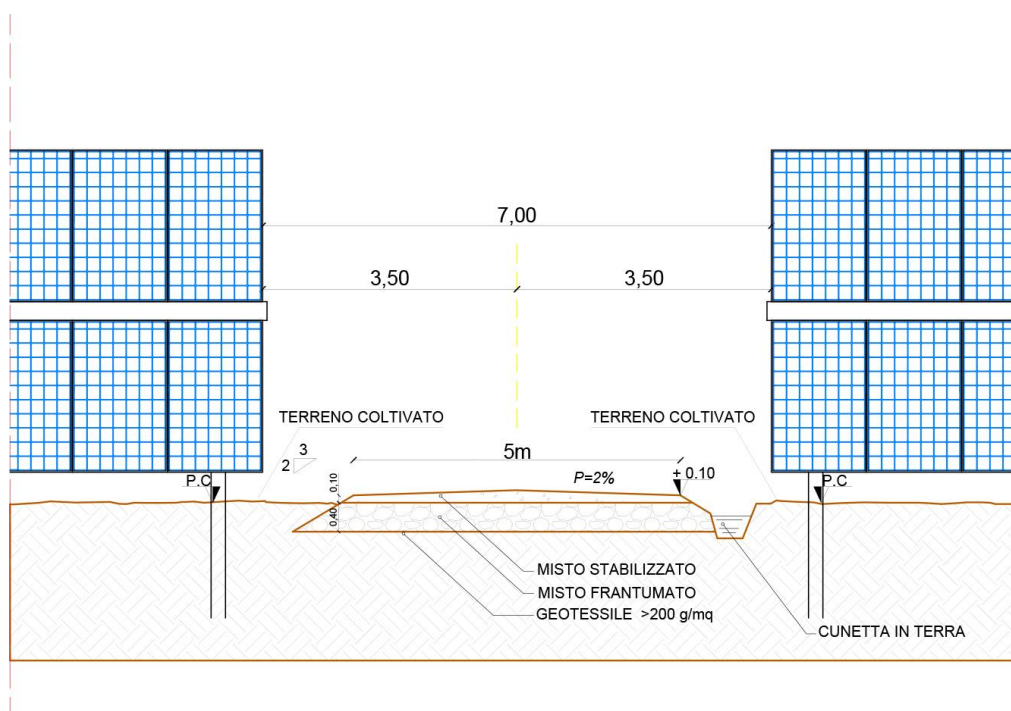 7,00
3,50
3,50
TERRENO COLTIVATO
TERRENO COLTIVATO
3
2
5m
P.C
0,10
P=2%
+ 0.10
P.C
0,40
MISTO STABILIZZATO
MISTO FRANTUMATO
GEOTESSILE >200 g/mq
CUNETTA IN TERRA